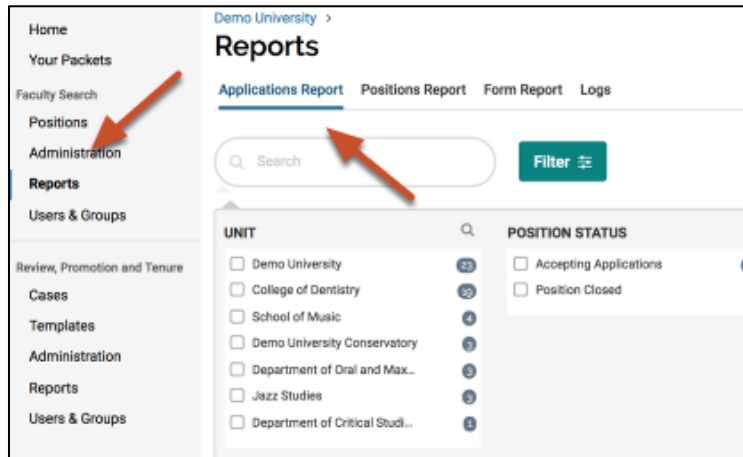 Home
Your Packets
Faculty Search
Positions
Administration
Reports
Users & Groups
Review, Promotion and Tenure
Cases
Templates
Administration
Reports
Users & Groups
Demo University >
Reports
Applications Report Positions Report Form Report Logs
Search
Filter
UNIT
Demo University 23
College of Dentistry 19
School of Music 4
Demo University Conservatory 3
Department of Oral and Max... 3
Jazz Studies 3
Department of Critical Studi... 1
POSITION STATUS
Accepting Applications
Position Closed